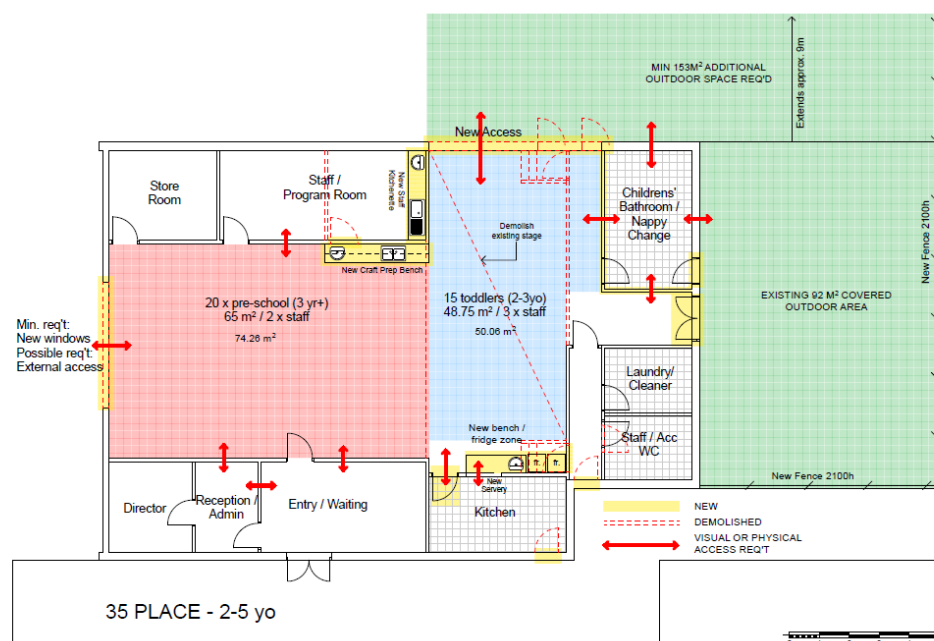 MIN 153M² ADDITIONAL
OUTDOOR SPACE REQ'D
Extends approx. 9m
New Access
Store
Room
Staff /
Program Room
New Staff
Kitchenette
Childrens'
Bathroom /
Nappy
Change
Demolish
existing stage
New Fence 2100h
New Craft Prep Bench
20 x pre-school (3 yr+)
65 m² / 2 x staff
74.26 m²
15 toddlers (2-3yo)
48.75 m² / 3 x staff
50.06 m²
EXISTING 92 M² COVERED
OUTDOOR AREA
Min. req't:
New windows
Possible req't:
External access
Laundry/
Cleaner
New bench /
fridge zone
Staff / Acc
WC
fr.
fr.
New
Servery
New Fence 2100h
Director
Reception /
Admin
Entry / Waiting
Kitchen
NEW
DEMOLISHED
VISUAL OR PHYSICAL
ACCESS REQ'T
35 PLACE - 2-5 yo